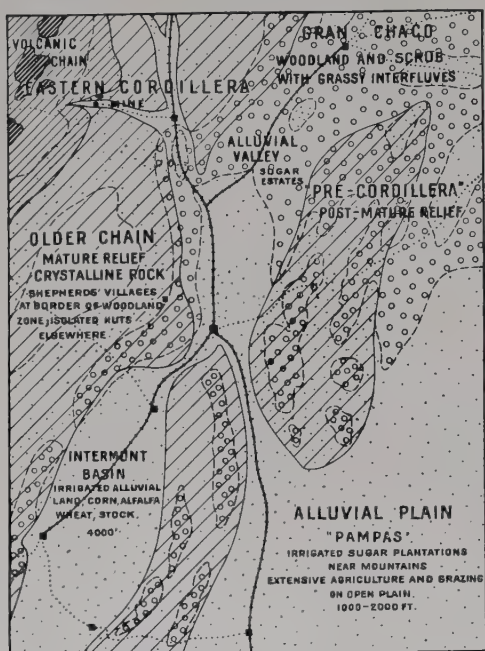 VOLCANIC
CHAIN
EASTERN CORDILLERA
MINE
GRAN CHACO
WOODLAND AND SCRUB
WITH GRASSY INTERFLUVES
ALLUVIAL
VALLEY
SUGAR
ESTATES
"PRE-CORDILLERA"
POST-MATURE RELIEF
OLDER CHAIN
MATURE RELIEF
CRYSTALLINE ROCK
SHEPHERDS' VILLAGES
AT BORDER OF WOODLAND
ZONE, ISOLATED HUTS
ELSEWHERE
INTERMONT
BASIN
IRRIGATED ALLUVIAL
LAND, CORN, ALFALFA
WHEAT, STOCK.
4000'
ALLUVIAL PLAIN
"PAMPAS"
IRRIGATED SUGAR PLANTATIONS
NEAR MOUNTAINS
EXTENSIVE AGRICULTURE AND GRAZING
ON OPEN PLAIN.
1000-2000 FT.